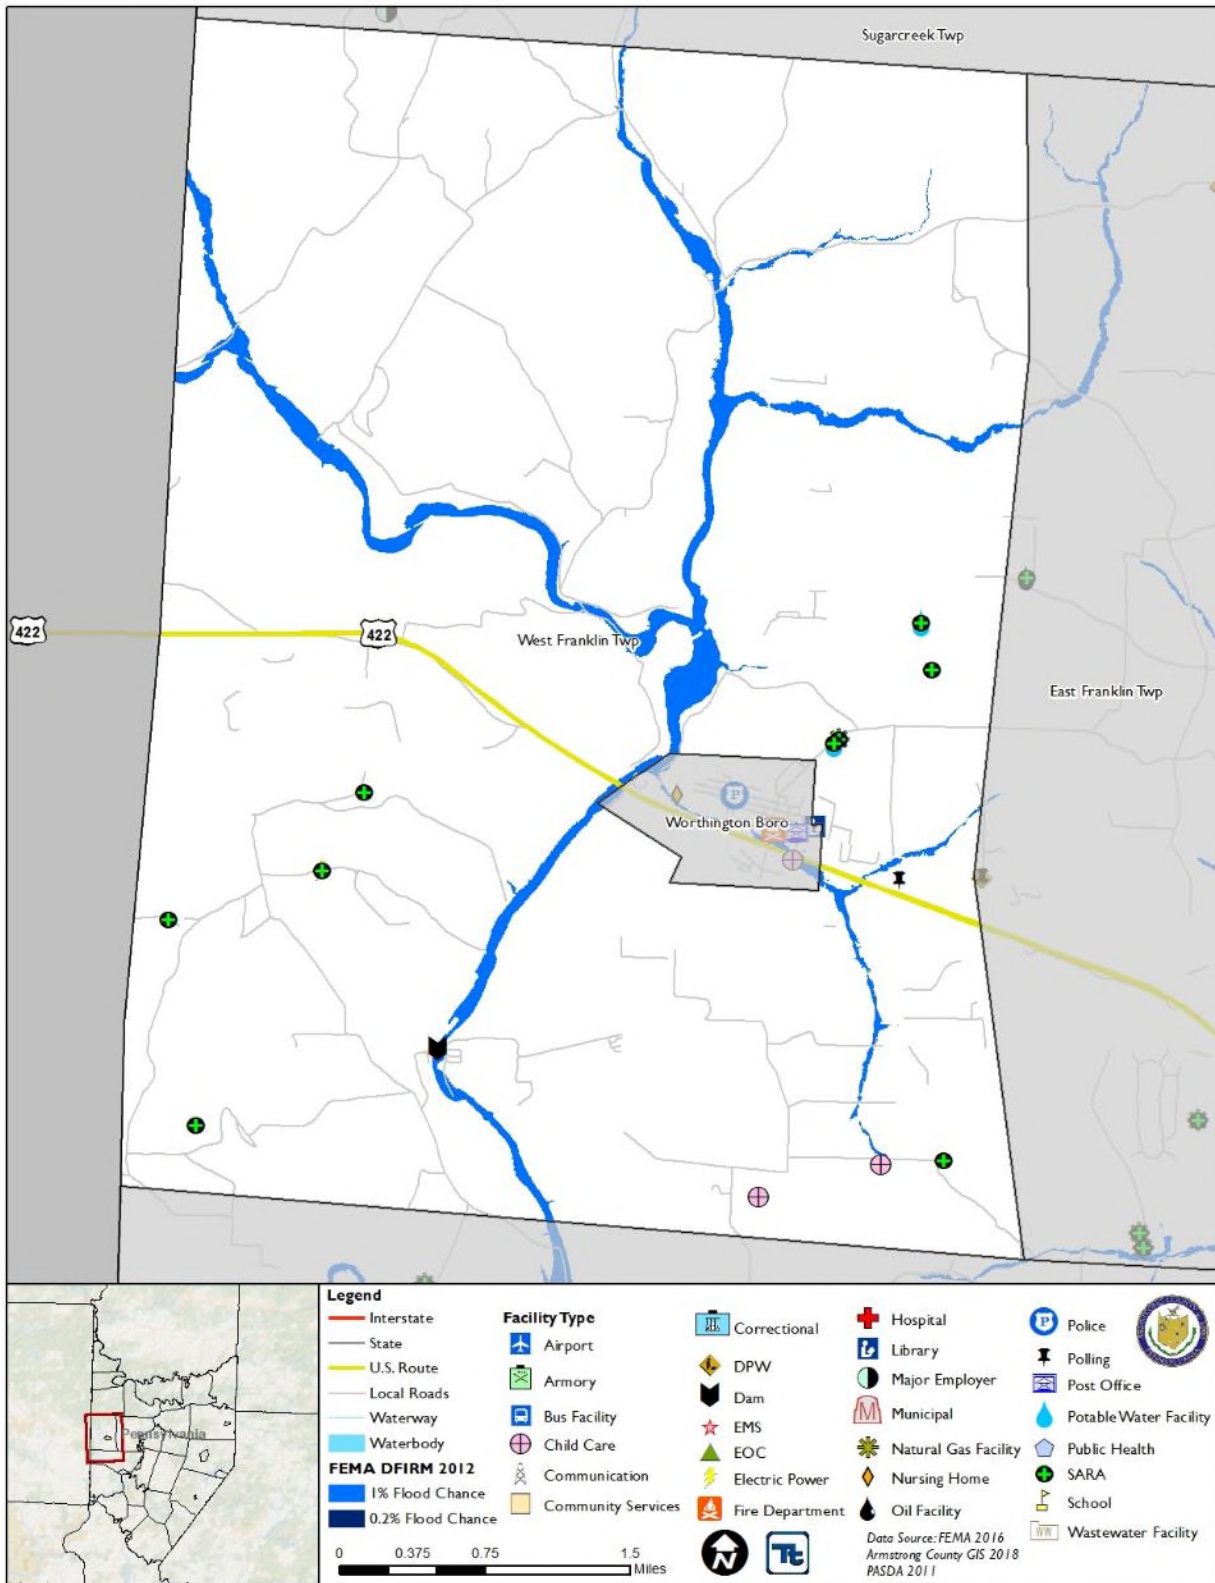 Sugarcreek Twp
422
422
West Franklin Twp
East Franklin Twp
P
Worthington Boro
Pennsylvania
Legend
Interstate
State
U.S. Route
Local Roads
Waterway
Waterbody
FEMA DFIRM 2012
1% Flood Chance
0.2% Flood Chance
0 0.375 0.75 1.5
Miles
Facility Type
Airport
Armory
Bus Facility
Child Care
Communication
Community Services
Correctional
DPW
Dam
EMS
EOC
Electric Power
Fire Department
N
Tt
Hospital
Library
Major Employer
M Municipal
Natural Gas Facility
Nursing Home
Oil Facility
Data Source: FEMA 2016
Armstrong County GIS 2018
PASDA 2011
P Police
Polling
Post Office
Potable Water Facility
Public Health
SARA
School
WW Wastewater Facility